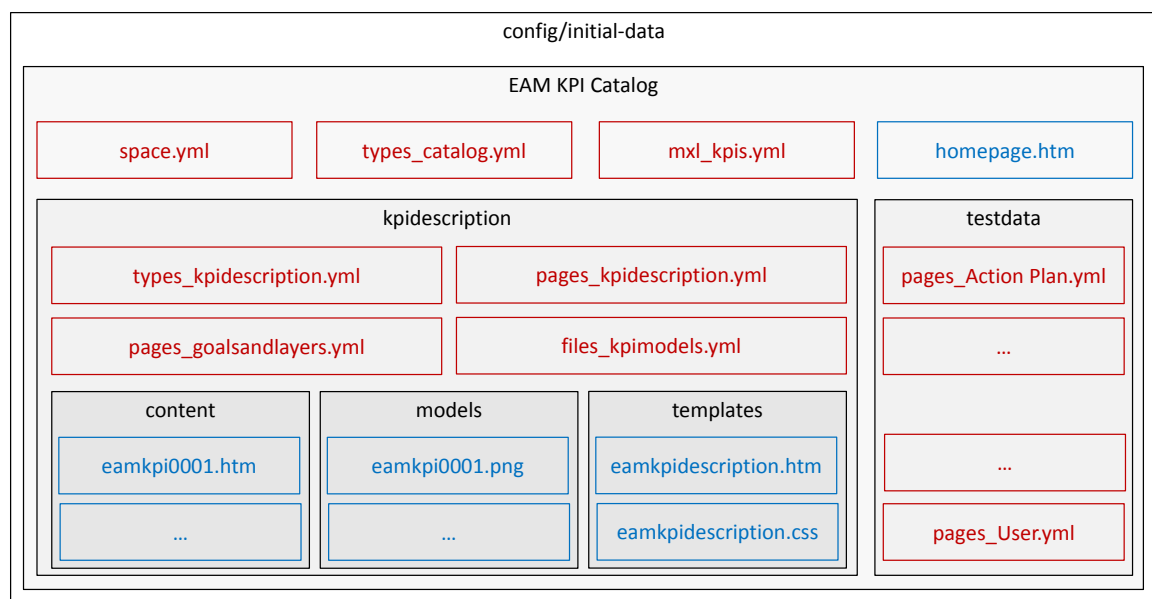 config/initial-data
EAM KPI Catalog
space.yml
types_catalog.yml
mxl_kpis.yml
homepage.htm
kpidescription
types_kpidescription.yml
pages_kpidescription.yml
pages_goalsandlayers.yml
files_kpimodels.yml
content
eamkpi0001.htm
...
models
eamkpi0001.png
...
templates
eamkpidescription.htm
eamkpidescription.css
testdata
pages_Action Plan.yml
...
...
pages_User.yml